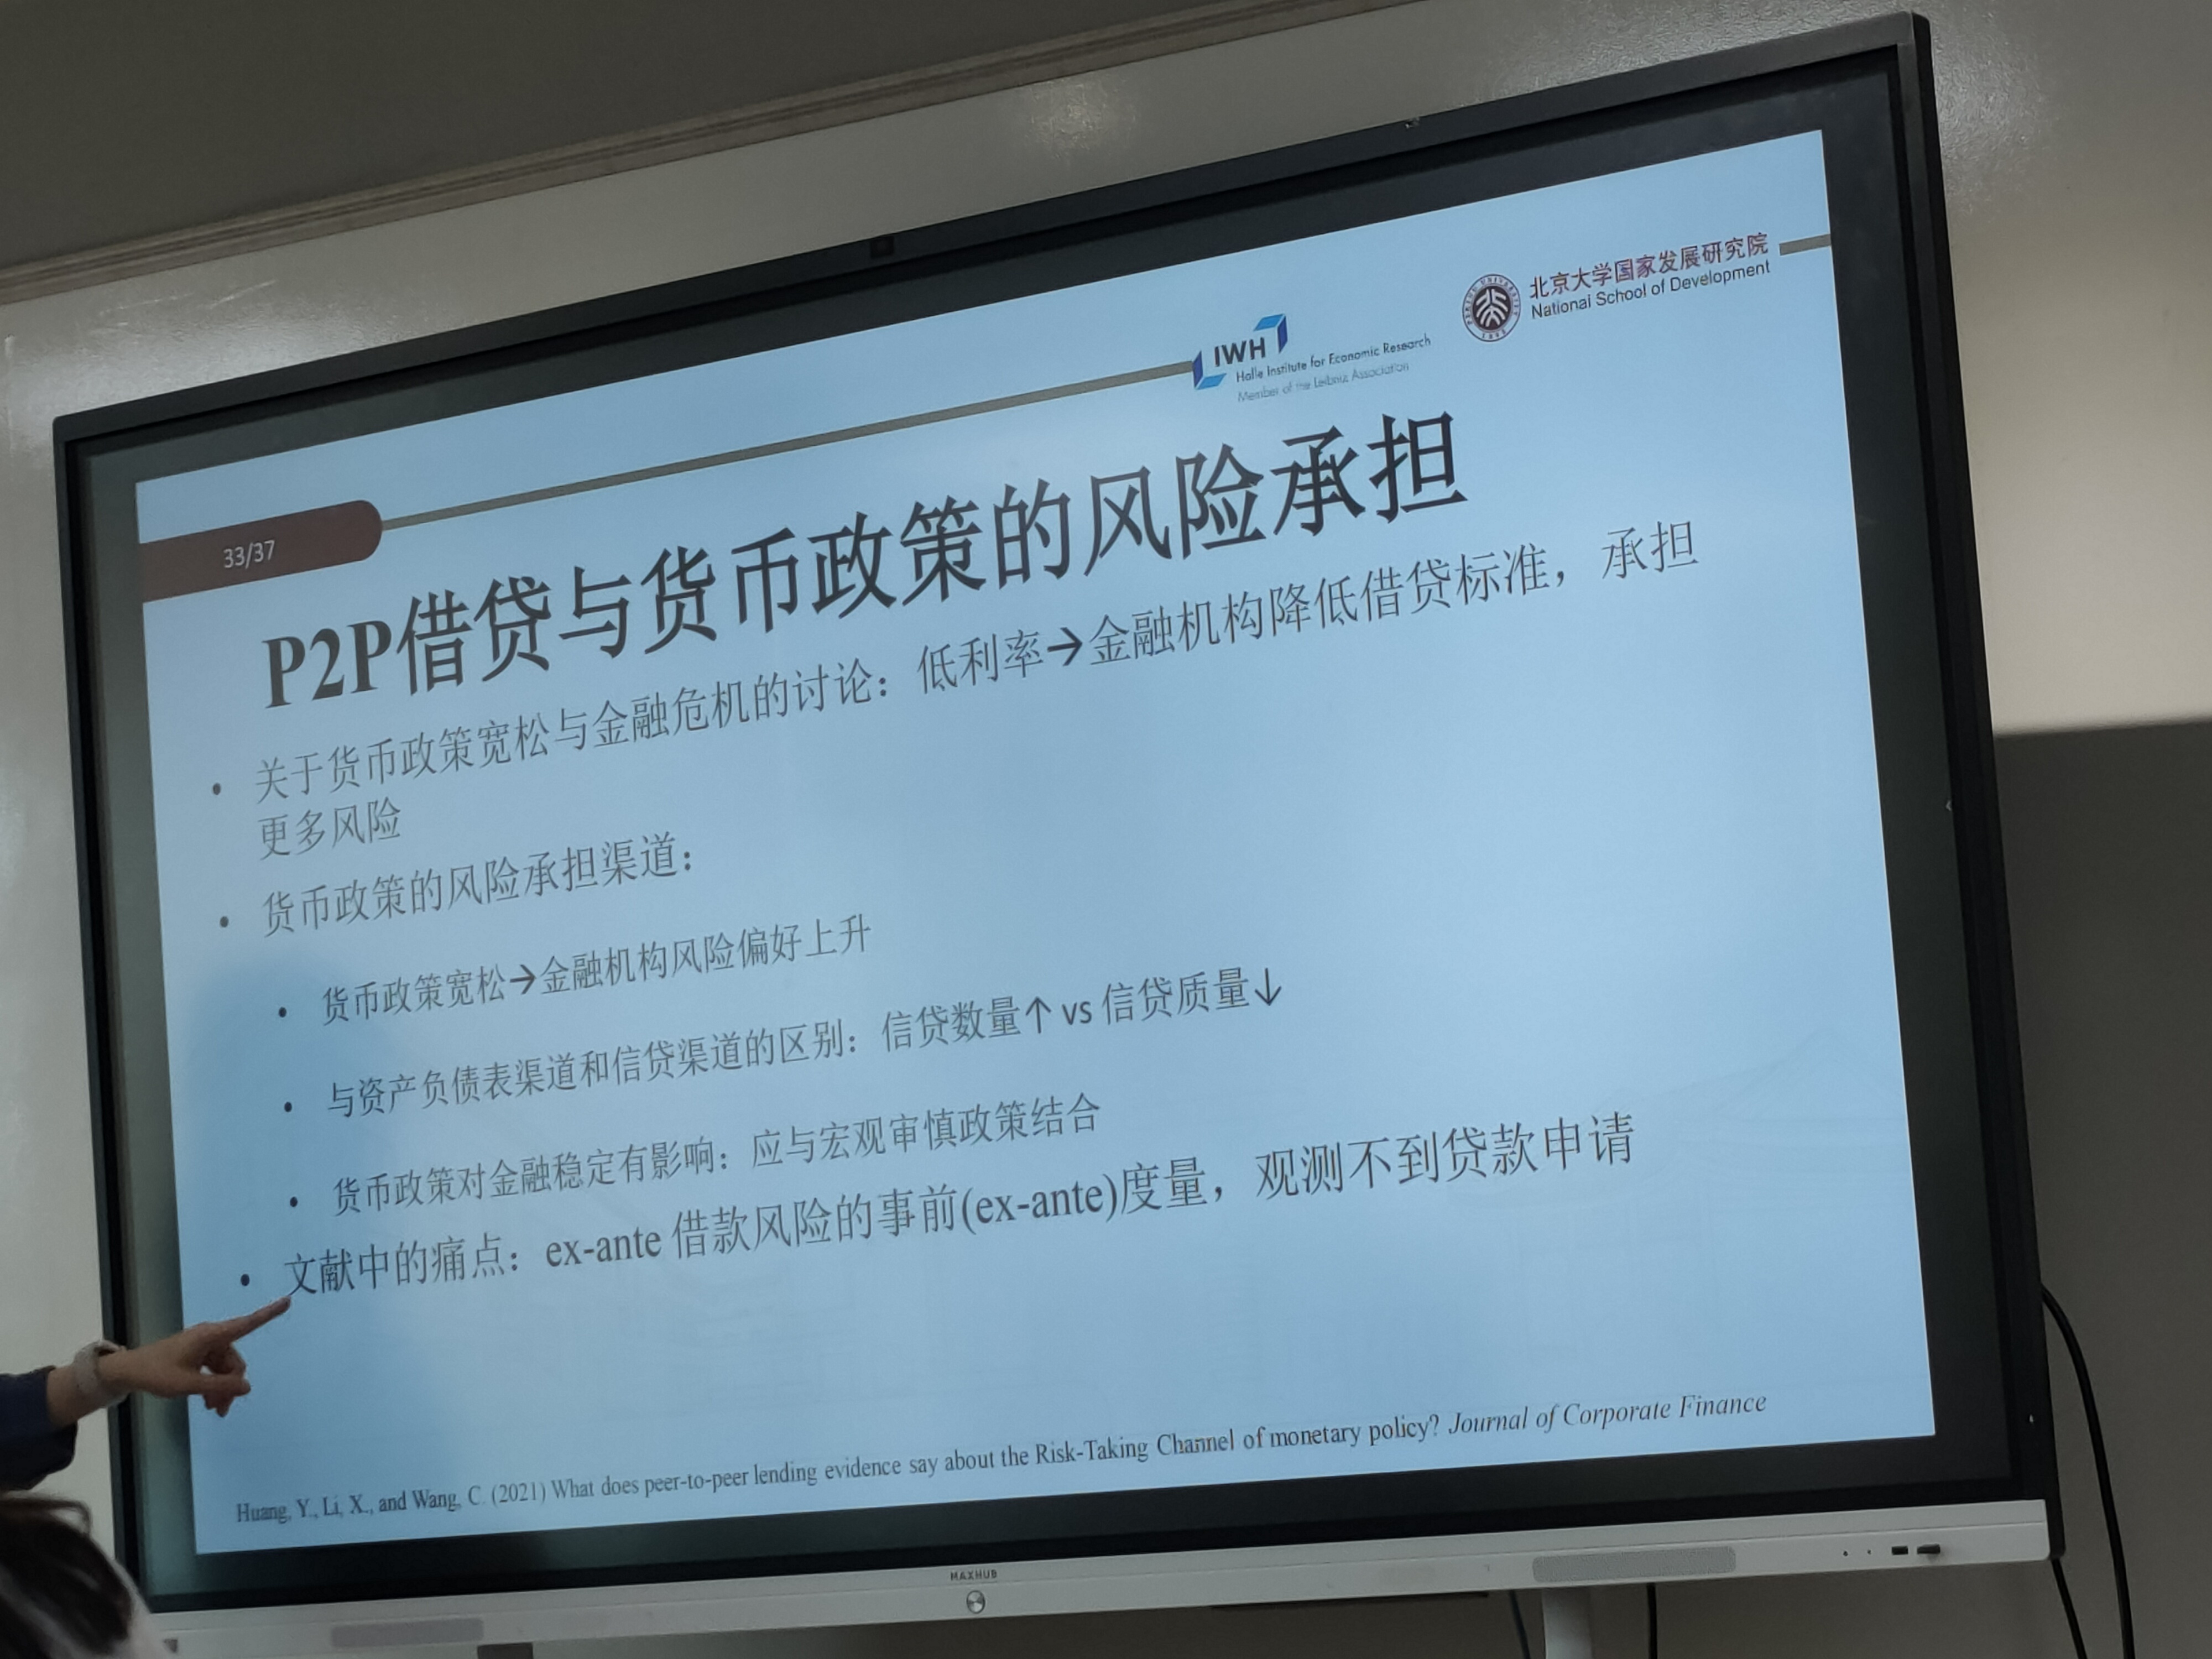 IWH
Halle Institute for Economic Research
Member of the Leibniz Association
北京大学国家发展研究院
National School of Development
33/37
P2P借贷与货币政策的风险承担
• 关于货币政策宽松与金融危机的讨论：低利率→金融机构降低借贷标准，承担
更多风险
• 货币政策的风险承担渠道：
• 货币政策宽松→金融机构风险偏好上升
• 与资产负债表渠道和信贷渠道的区别：信贷数量↑ vs 信贷质量↓
• 货币政策对金融稳定有影响：应与宏观审慎政策结合
• 文献中的痛点：ex-ante 借款风险的事前(ex-ante)度量，观测不到贷款申请
Huang, Y., Li, X., and Wang, C. (2021) What does peer-to-peer lending evidence say about the Risk-Taking Channel of monetary policy? Journal of Corporate Finance
MAXHUB